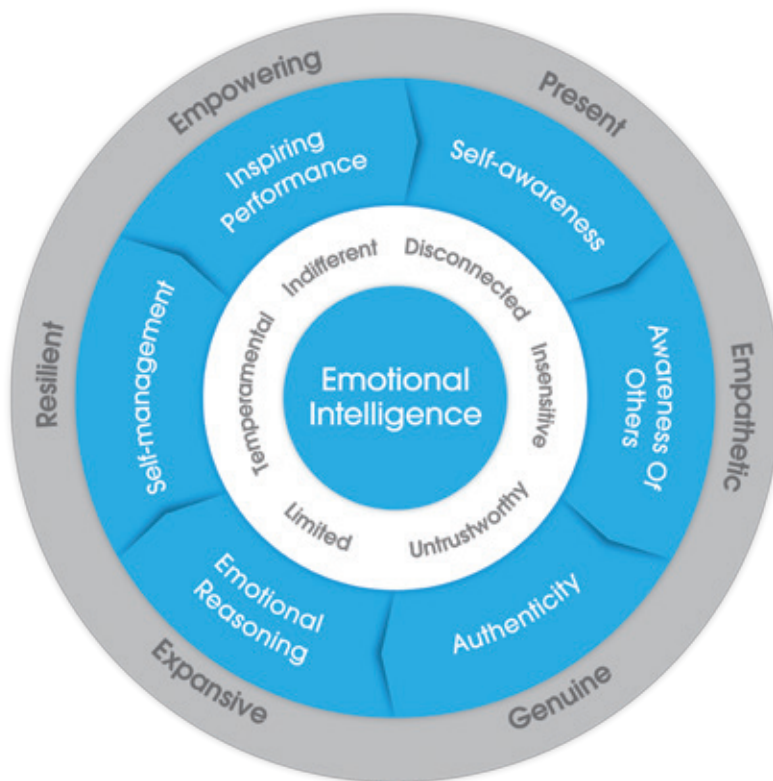 Empowering
Present
Empathetic
Genuine
Expansive
Resilient
Inspiring
Performance
Self-awareness
Awareness Of
Others
Authenticity
Emotional
Reasoning
Self-management
Indifferent
Disconnected
Insensitive
Untrustworthy
Limited
Temperamental
Emotional
Intelligence